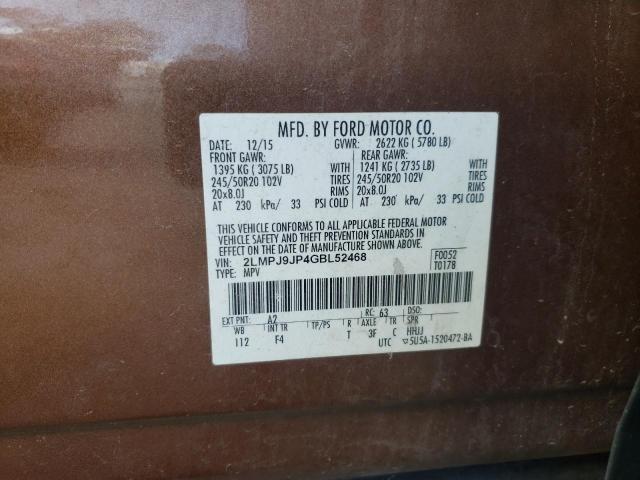 MFD. BY FORD MOTOR CO.
DATE: 12/15 GVWR: 2622 KG ( 5780 LB)
FRONT GAWR: REAR GAWR:
1395 KG ( 3075 LB) WITH 1241 KG ( 2735 LB) WITH
245/50R20 102V TIRES 245/50R20 102V TIRES
20x8.0J RIMS 20x8.0J RIMS
AT 230 kPa/ 33 PSI COLD AT 230 kPa/ 33 PSI COLD
THIS VEHICLE CONFORMS TO ALL APPLICABLE FEDERAL MOTOR
VEHICLE SAFETY AND THEFT PREVENTION STANDARDS IN
EFFECT ON THE DATE OF MANUFACTURE SHOWN ABOVE.
VIN: 2LMPJ9JP4GBL52468 F0052
TYPE: MPV T0178
EXT PNT: A2 RC: 63 DSO:
WB INT TR TP/PS R AXLE TR SPR
112 F4 T 3F C HHJJ
UTC ▽5U5A-1520472-BA